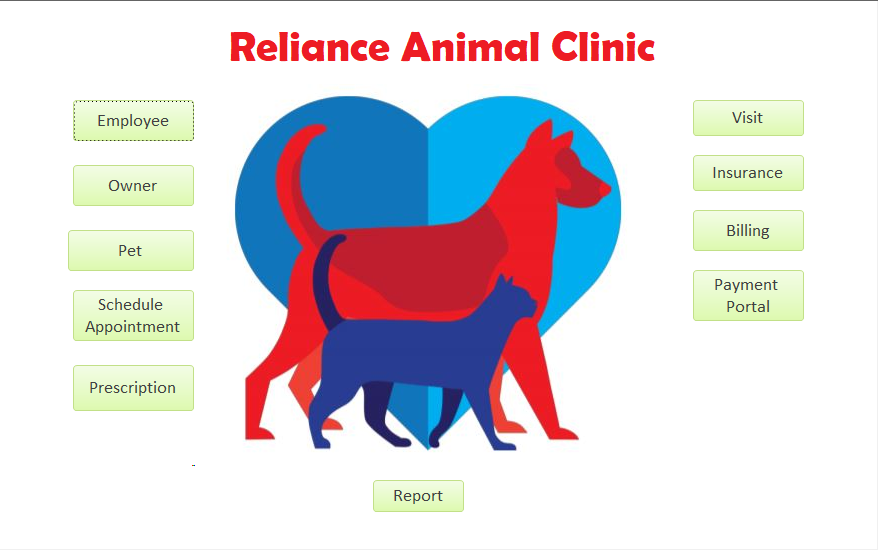 Reliance Animal Clinic
Employee
Owner
Pet
Schedule
Appointment
Prescription
Visit
Insurance
Billing
Payment
Portal
Report